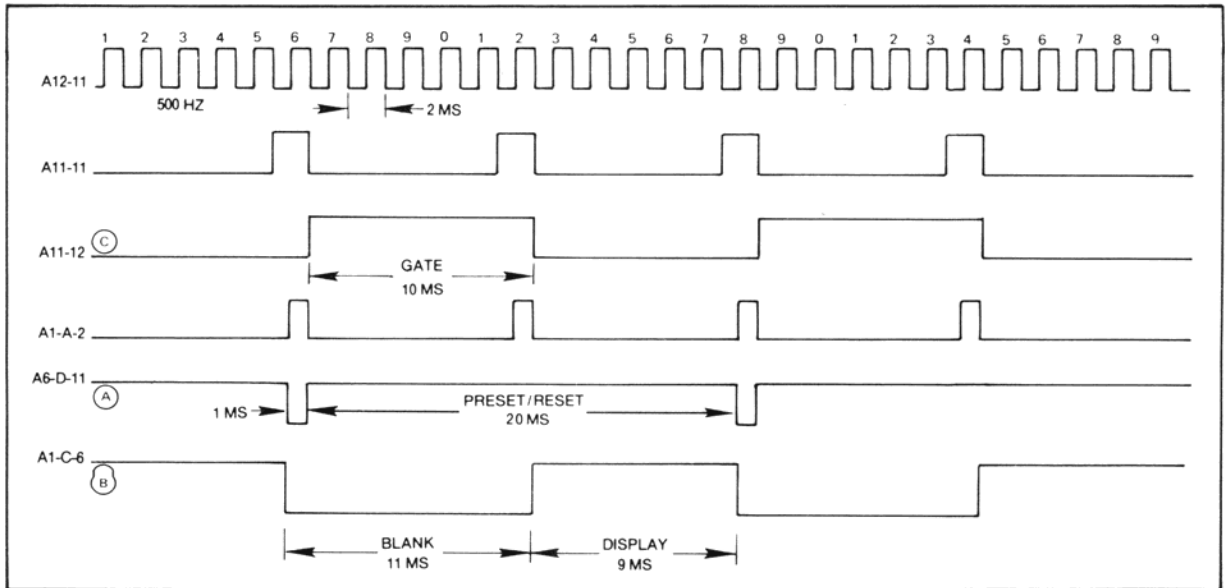 1 2 3 4 5 6 7 8 9 0 1 2 3 4 5 6 7 8 9 0 1 2 3 4 5 6 7 8 9
A12-11
500 HZ
2 MS
A11-11
C
A11-12
GATE
10 MS
A1-A-2
A6-D-11
A
1 MS
PRESET/RESET
20 MS
A1-C-6
B
BLANK
11 MS
DISPLAY
9 MS